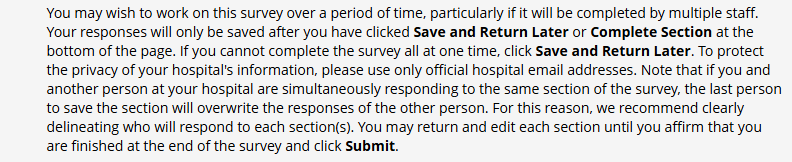 You may wish to work on this survey over a period of time, particularly if it will be completed by multiple staff.
Your responses will only be saved after you have clicked Save and Return Later or Complete Section at the
bottom of the page. If you cannot complete the survey all at one time, click Save and Return Later. To protect
the privacy of your hospital's information, please use only official hospital email addresses. Note that if you and
another person at your hospital are simultaneously responding to the same section of the survey, the last person
to save the section will overwrite the responses of the other person. For this reason, we recommend clearly
delineating who will respond to each section(s). You may return and edit each section until you affirm that you
are finished at the end of the survey and click Submit.